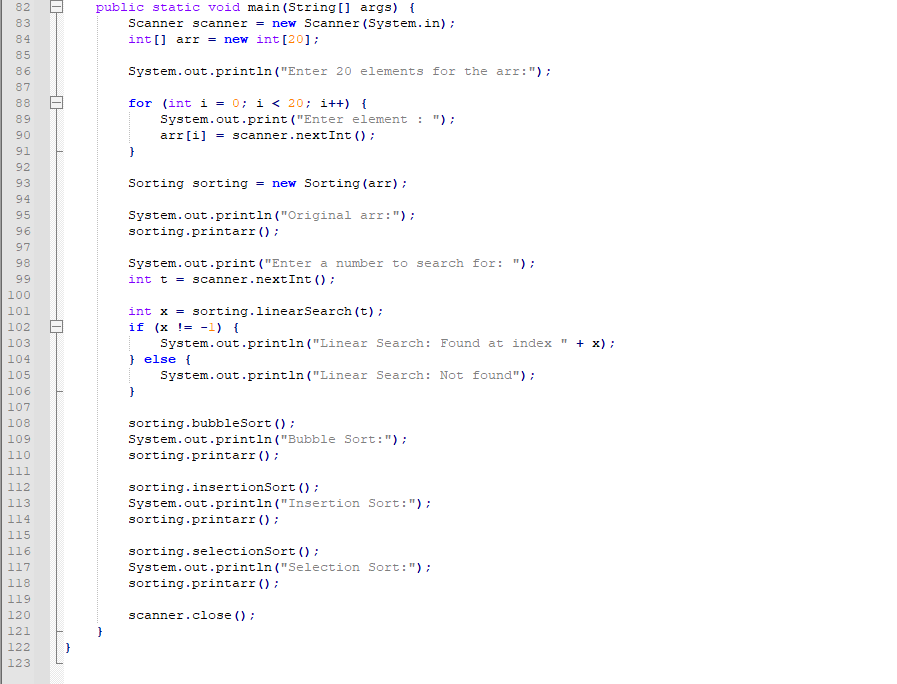 82 public static void main(String[] args) {
83 Scanner scanner = new Scanner(System.in);
84 int[] arr = new int[20];
85
86 System.out.println("Enter 20 elements for the arr:");
87
88 for (int i = 0; i < 20; i++) {
89 System.out.print("Enter element : ");
90 arr[i] = scanner.nextInt();
91 }
92
93 Sorting sorting = new Sorting(arr);
94
95 System.out.println("Original arr:");
96 sorting.printarr();
97
98 System.out.print("Enter a number to search for: ");
99 int t = scanner.nextInt();
100
101 int x = sorting.linearSearch(t);
102 if (x != -1) {
103 System.out.println("Linear Search: Found at index " + x);
104 } else {
105 System.out.println("Linear Search: Not found");
106 }
107
108 sorting.bubbleSort();
109 System.out.println("Bubble Sort:");
110 sorting.printarr();
111
112 sorting.insertionSort();
113 System.out.println("Insertion Sort:");
114 sorting.printarr();
115
116 sorting.selectionSort();
117 System.out.println("Selection Sort:");
118 sorting.printarr();
119
120 scanner.close();
121 }
122 }
123